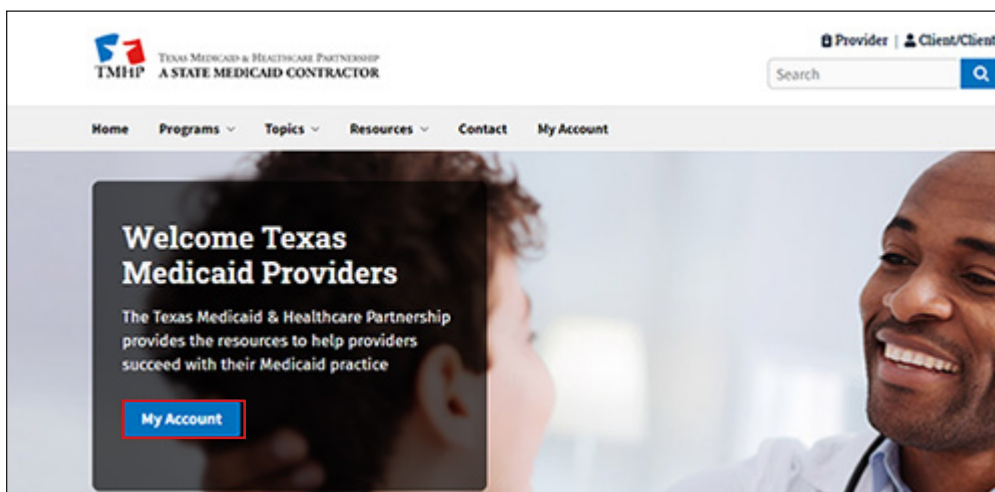 Provider | Client/Client
TMHP
TEXAS MEDICAID & HEALTHCARE PARTNERSHIP
A STATE MEDICAID CONTRACTOR
Search
Home Programs Topics Resources Contact My Account
Welcome Texas
Medicaid Providers
The Texas Medicaid & Healthcare Partnership
provides the resources to help providers
succeed with their Medicaid practice
My Account